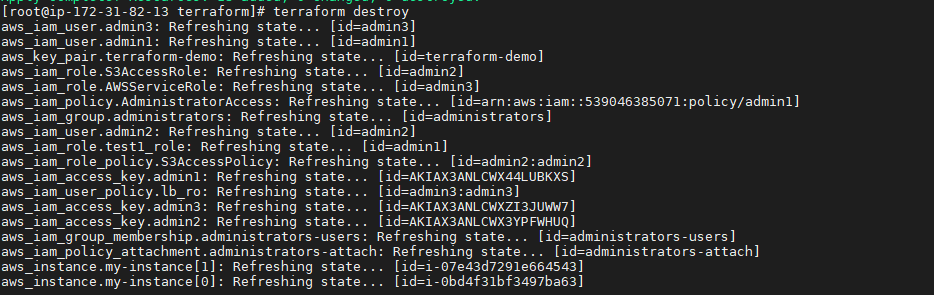 [root@ip-172-31-82-13 terraform]# terraform destroy
aws_iam_user.admin3: Refreshing state... [id=admin3]
aws_iam_user.admin1: Refreshing state... [id=admin1]
aws_key_pair.terraform-demo: Refreshing state... [id=terraform-demo]
aws_iam_role.S3AccessRole: Refreshing state... [id=admin2]
aws_iam_role.AWSServiceRole: Refreshing state... [id=admin3]
aws_iam_policy.AdministratorAccess: Refreshing state... [id=arn:aws:iam::539046385071:policy/admin1]
aws_iam_group.administrators: Refreshing state... [id=administrators]
aws_iam_user.admin2: Refreshing state... [id=admin2]
aws_iam_role.test1_role: Refreshing state... [id=admin1]
aws_iam_role_policy.S3AccessPolicy: Refreshing state... [id=admin2:admin2]
aws_iam_access_key.admin1: Refreshing state... [id=AKIAX3ANLCWX44LUBKXS]
aws_iam_user_policy.lb_ro: Refreshing state... [id=admin3:admin3]
aws_iam_access_key.admin3: Refreshing state... [id=AKIAX3ANLCWXZI3JUWW7]
aws_iam_access_key.admin2: Refreshing state... [id=AKIAX3ANLCWX3YPFWHUQ]
aws_iam_group_membership.administrators-users: Refreshing state... [id=administrators-users]
aws_iam_policy_attachment.administrators-attach: Refreshing state... [id=administrators-attach]
aws_instance.my-instance[1]: Refreshing state... [id=i-07e43d7291e664543]
aws_instance.my-instance[0]: Refreshing state... [id=i-0bd4f31bf3497ba63]